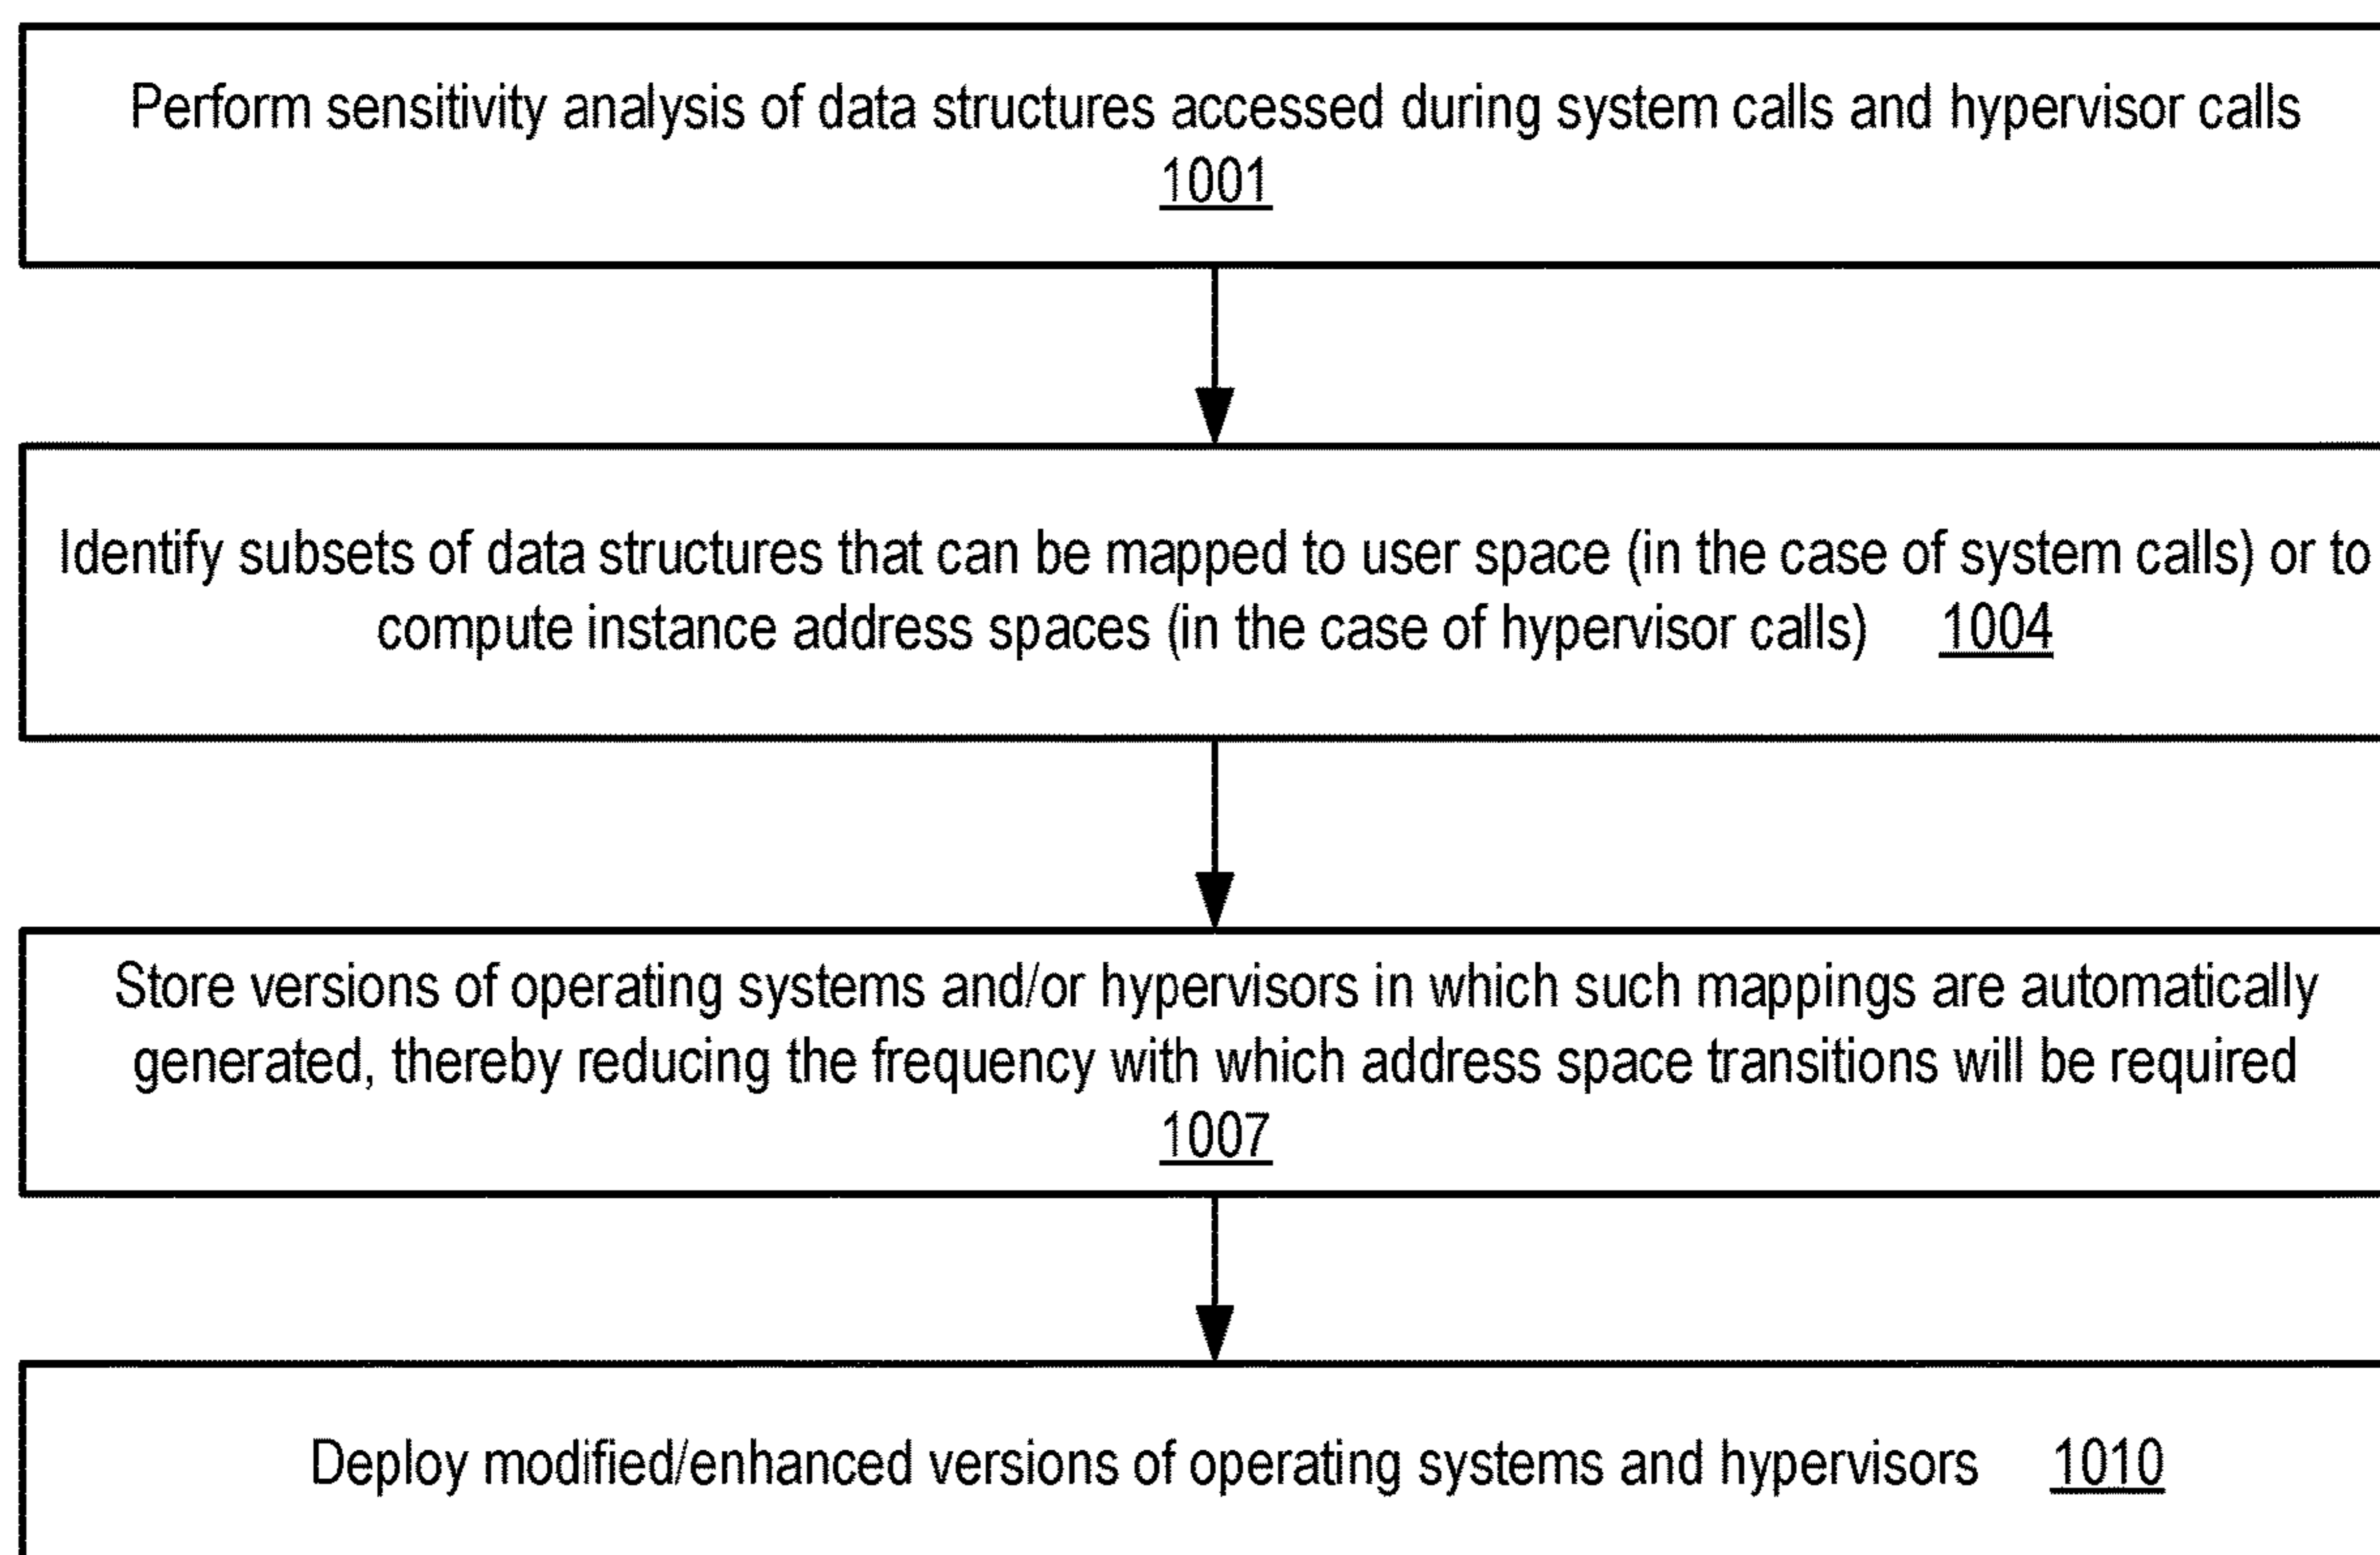 Perform sensitivity analysis of data structures accessed during system calls and hypervisor calls
1001
Identify subsets of data structures that can be mapped to user space (in the case of system calls) or to
compute instance address spaces (in the case of hypervisor calls) 1004
Store versions of operating systems and/or hypervisors in which such mappings are automatically
generated, thereby reducing the frequency with which address space transitions will be required
1007
Deploy modified/enhanced versions of operating systems and hypervisors 1010